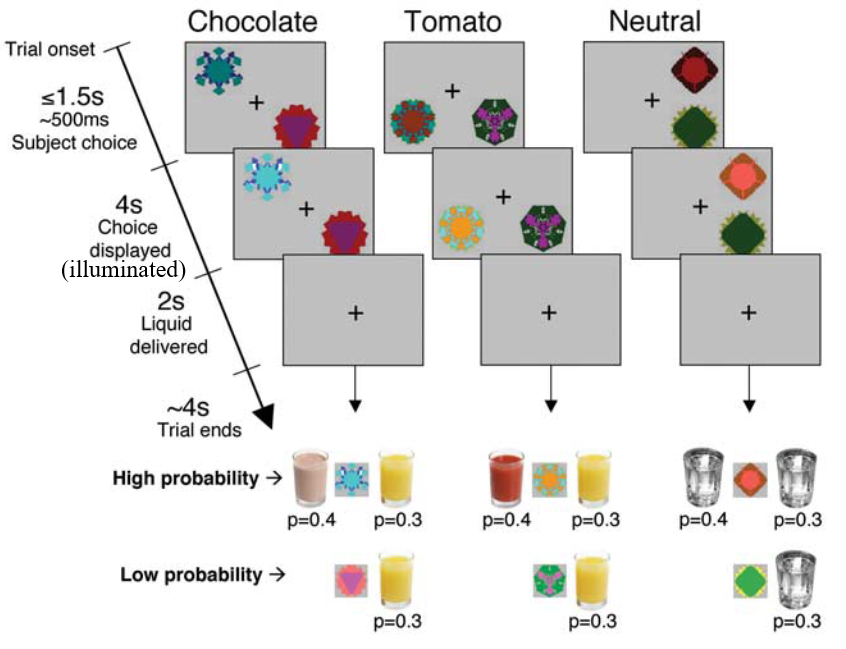 Chocolate
Tomato
Neutral
Trial onset
≤1.5s
~500ms
Subject choice
4s
Choice
displayed
(illuminated)
2s
Liquid
delivered
~4s
Trial ends
High probability →
p=0.4
p=0.3
p=0.4
p=0.3
p=0.4
p=0.3
Low probability →
p=0.3
p=0.3
p=0.3